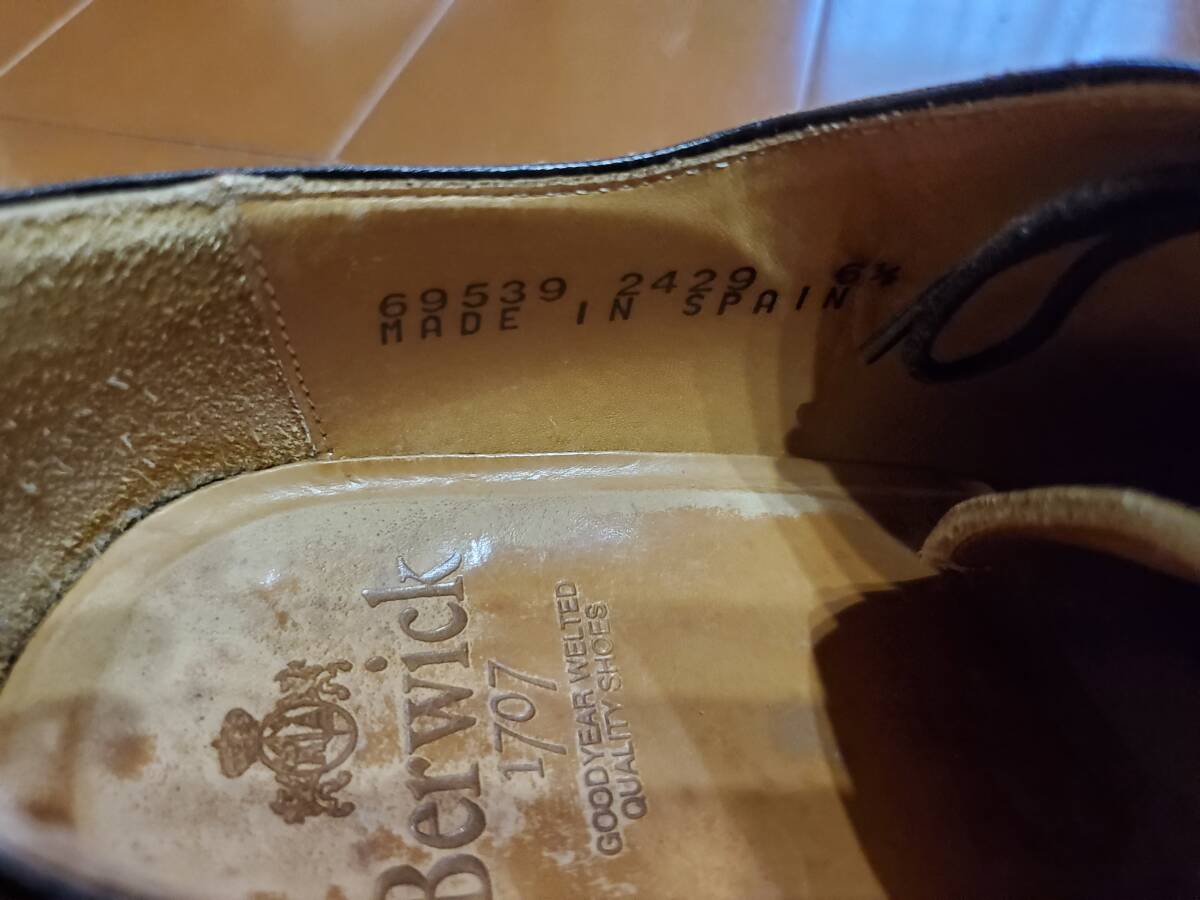 69539 2429 6½
MADE IN SPAIN
Berwick
1707
GOODYEAR WELTED
QUALITY SHOES